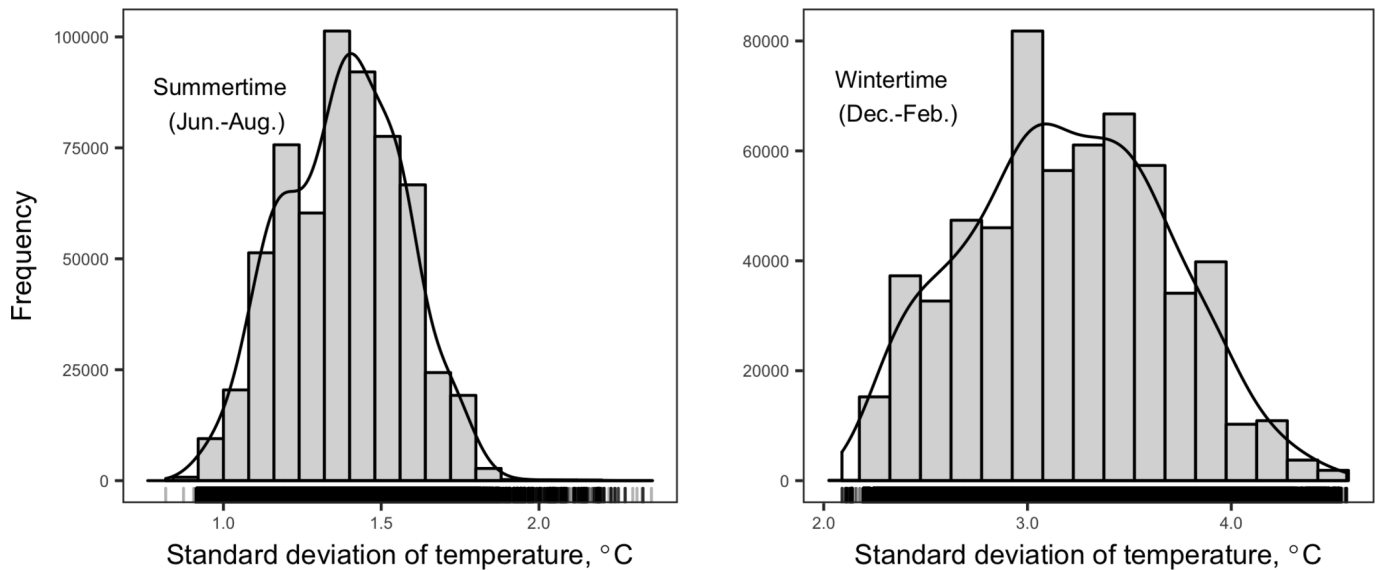 Frequency
100000
75000
50000
25000
0
Summertime
(Jun.-Aug.)
1.0 1.5 2.0
Standard deviation of temperature, °C
80000
60000
40000
20000
0
Wintertime
(Dec.-Feb.)
2.0 3.0 4.0
Standard deviation of temperature, °C